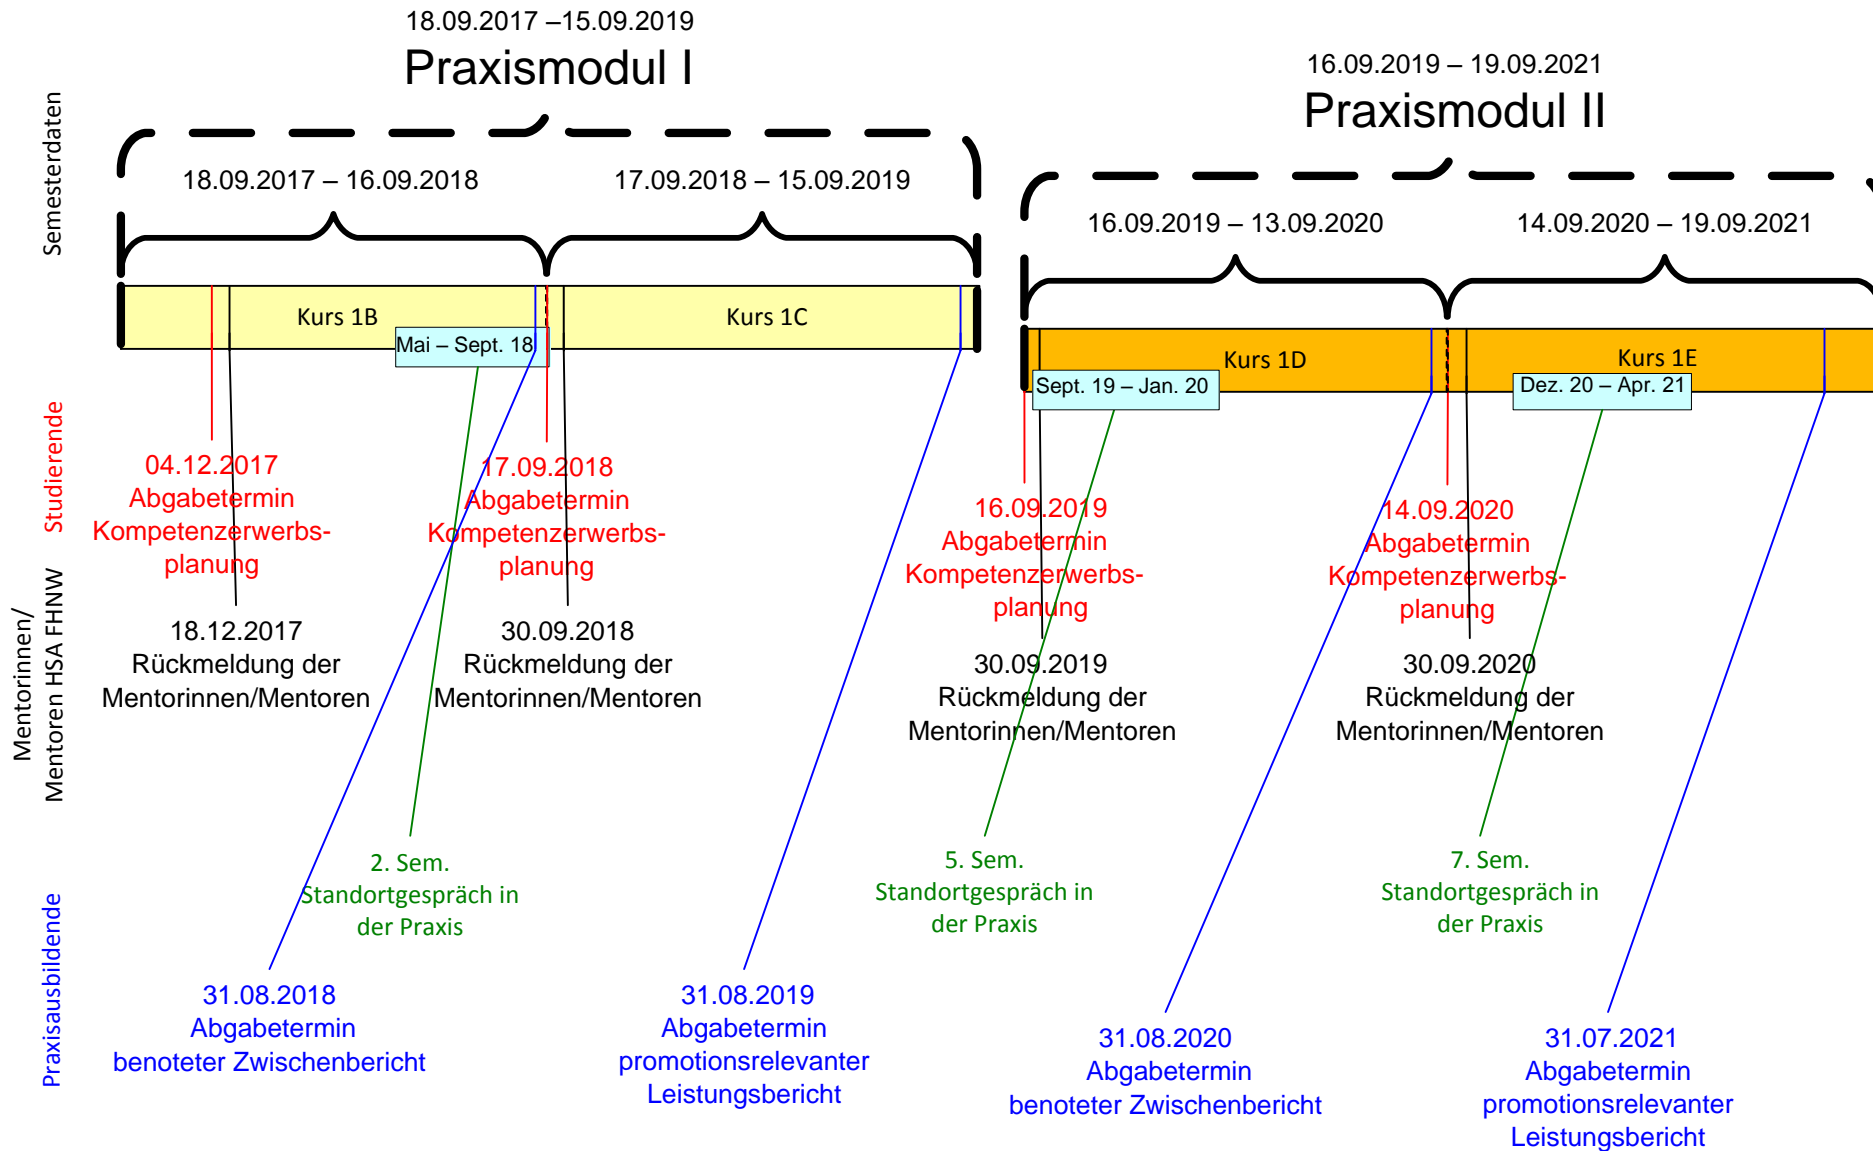 18.09.2017 –15.09.2019
Praxismodul I
16.09.2019 – 19.09.2021
Praxismodul II
Semesterdaten
18.09.2017 – 16.09.2018
17.09.2018 – 15.09.2019
16.09.2019 – 13.09.2020
14.09.2020 – 19.09.2021
Kurs 1B
Kurs 1C
Mai – Sept. 18
Kurs 1D
Kurs 1E
Sept. 19 – Jan. 20
Dez. 20 – Apr. 21
Studierende
04.12.2017
Abgabetermin
Kompetenzerwerbs-
planung
17.09.2018
Abgabetermin
Kompetenzerwerbs-
planung
16.09.2019
Abgabetermin
Kompetenzerwerbs-
planung
14.09.2020
Abgabetermin
Kompetenzerwerbs-
planung
Mentorinnen/
Mentoren HSA FHNW
18.12.2017
Rückmeldung der
Mentorinnen/Mentoren
30.09.2018
Rückmeldung der
Mentorinnen/Mentoren
30.09.2019
Rückmeldung der
Mentorinnen/Mentoren
30.09.2020
Rückmeldung der
Mentorinnen/Mentoren
2. Sem.
Standortgespräch in
der Praxis
5. Sem.
Standortgespräch in
der Praxis
7. Sem.
Standortgespräch in
der Praxis
Praxisausbildende
31.08.2018
Abgabetermin
benoteter Zwischenbericht
31.08.2019
Abgabetermin
promotionsrelevanter
Leistungsbericht
31.08.2020
Abgabetermin
benoteter Zwischenbericht
31.07.2021
Abgabetermin
promotionsrelevanter
Leistungsbericht